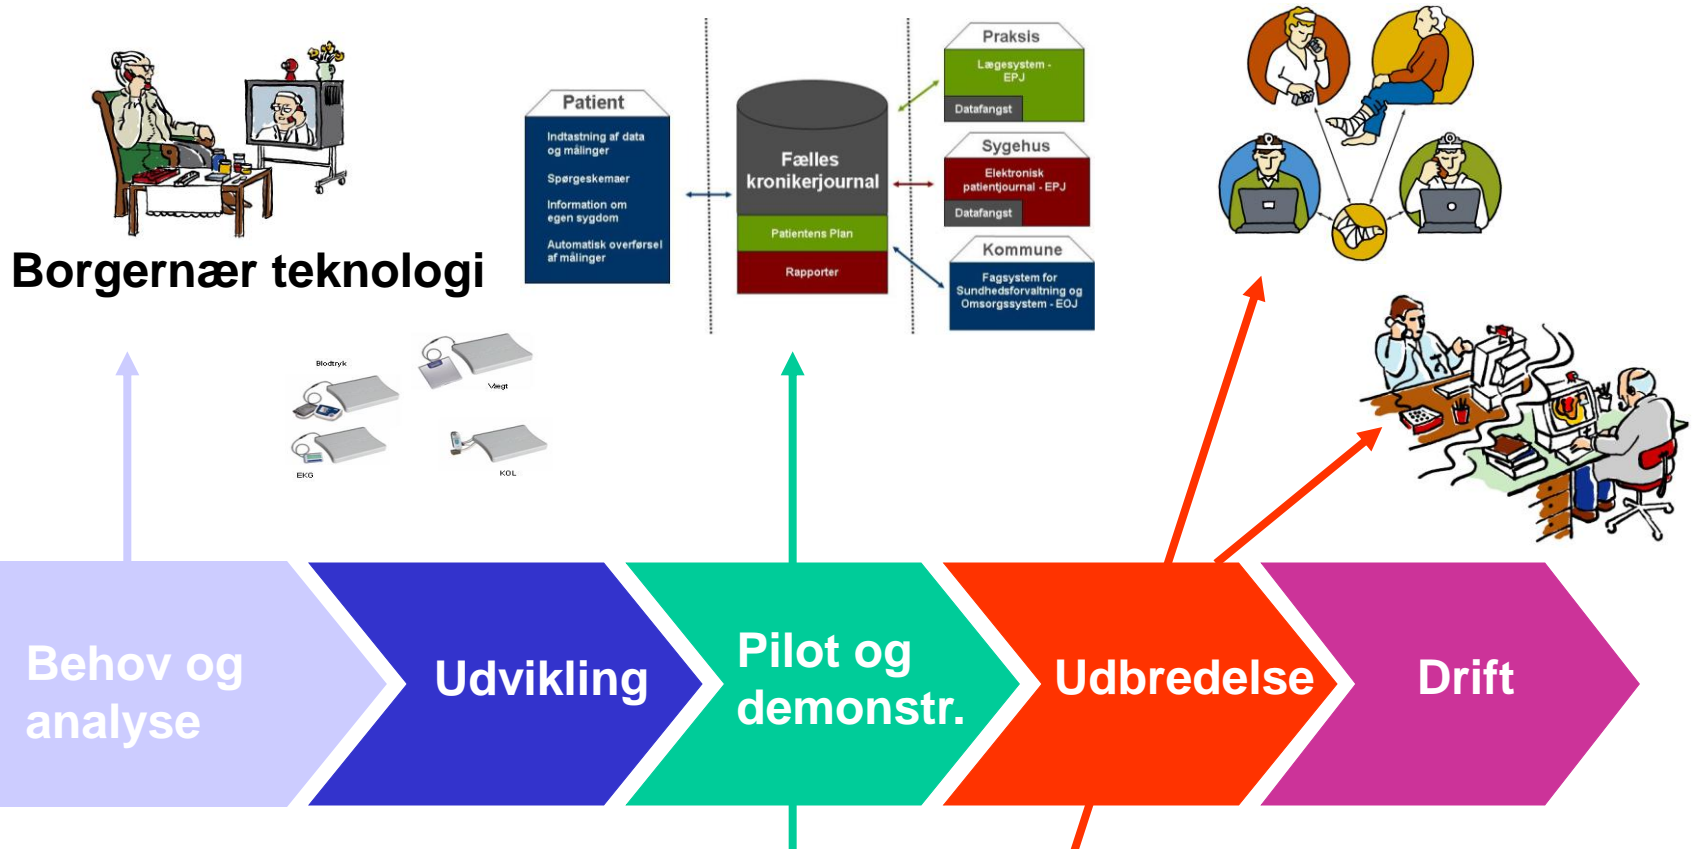 Borgernær teknologi
Patient
Indtastning af data
og målinger
Spørgeskemaer
Information om
egen sygdom
Automatisk overførsel
af målinger
Fælles
kronikerjournal
Patientens Plan
Rapporter
Praksis
Lægesystem -
EPJ
Datafangst
Sygehus
Elektronisk
patientjournal - EPJ
Datafangst
Kommune
Fagsystem for
Sundhedsforvaltning og
Omsorgssystem - EOJ
Blodtryk
Vægt
EKG
KOL
Behov og
analyse
Udvikling
Pilot og
demonstr.
Udbredelse
Drift